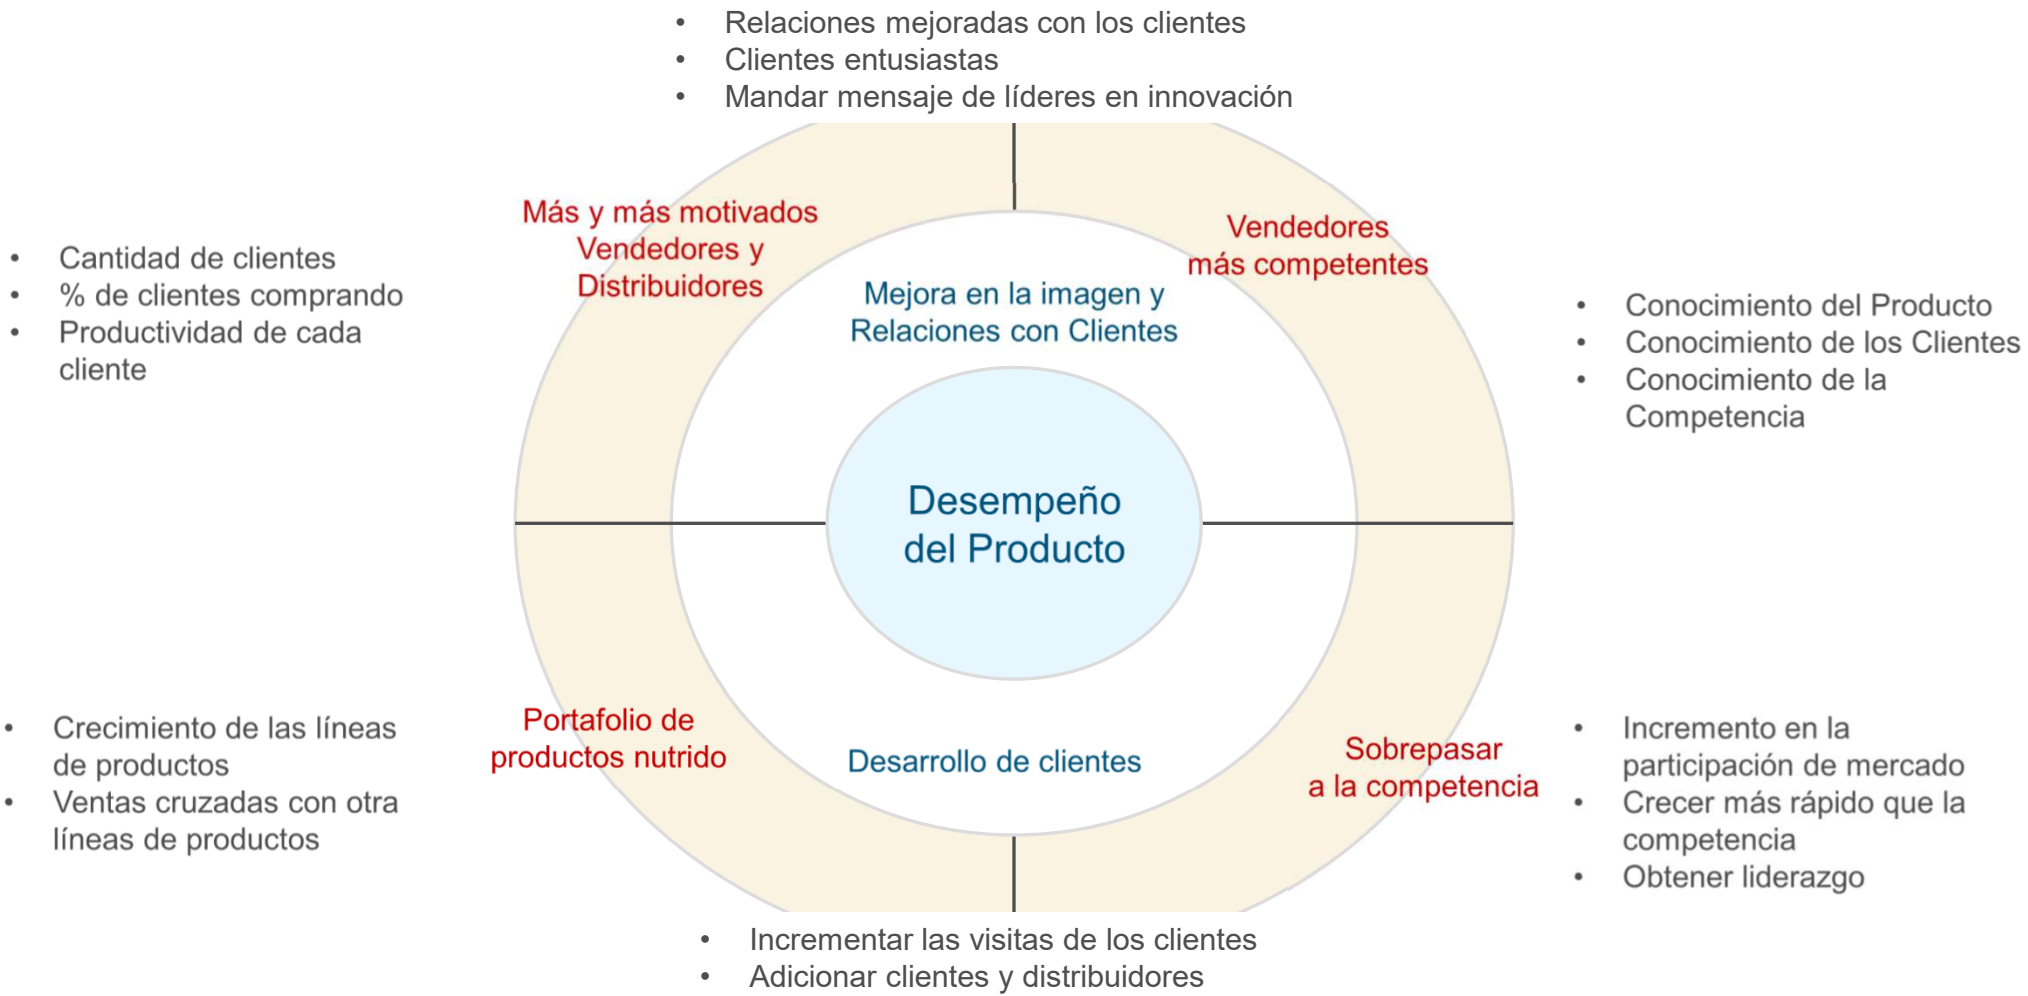 • Relaciones mejoradas con los clientes
• Clientes entusiastas
• Mandar mensaje de líderes en innovación
Más y más motivados
Vendedores y
Distribuidores
Vendedores
más competentes
• Cantidad de clientes
• % de clientes comprando
• Productividad de cada
cliente
Mejora en la imagen y
Relaciones con Clientes
• Conocimiento del Producto
• Conocimiento de los Clientes
• Conocimiento de la
Competencia
Desempeño
del Producto
• Crecimiento de las líneas
de productos
• Ventas cruzadas con otra
líneas de productos
Portafolio de
productos nutrido
Desarrollo de clientes
Sobrepasar
a la competencia
• Incremento en la
participación de mercado
• Crecer más rápido que la
competencia
• Obtener liderazgo
• Incrementar las visitas de los clientes
• Adicionar clientes y distribuidores